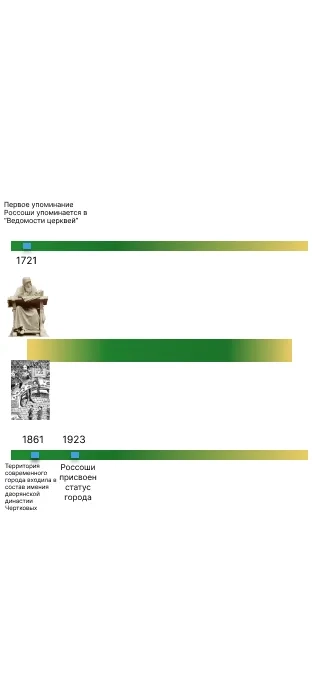 Первое упоминание
Россоши упоминается в
"Ведомости церквей"
1721
1861
1923
Территория
современного
города входила в
состав имения
дворянской
династии
Чертковых
Россоши
присвоен
статус
города